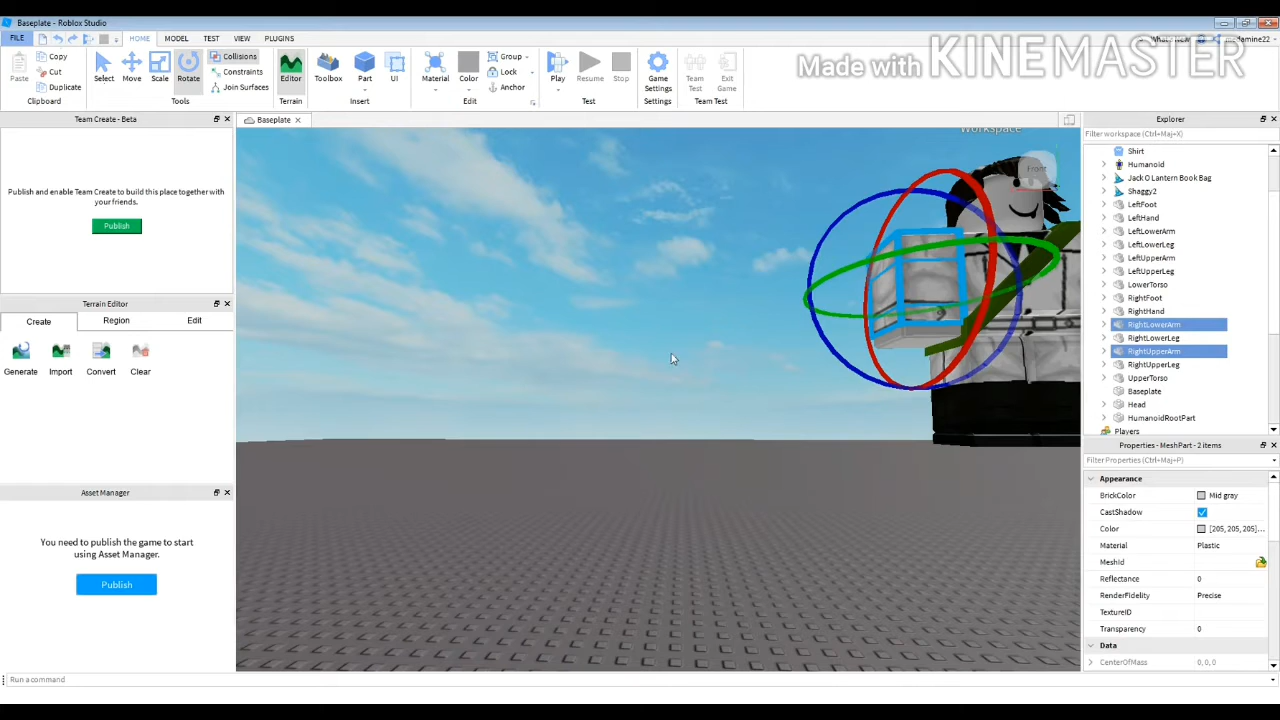 Baseplate - Roblox Studio
FILE
HOME
MODEL
TEST
VIEW
PLUGINS
Made with KINEMASTER
Paste
Copy
Cut
Duplicate
Clipboard
Select
Move
Scale
Rotate
Tools
Collisions
Constraints
Join Surfaces
Editor
Terrain
Toolbox
Part
UI
Insert
Material
Color
Group
Lock
Anchor
Edit
Play
Resume
Stop
Test
Game Settings
Settings
Team Test
Exit Game
Team Test
Team Create - Beta
Publish and enable Team Create to build this place together with
your friends.
Publish
Terrain Editor
Create
Region
Edit
Generate
Import
Convert
Clear
Asset Manager
You need to publish the game to start
using Asset Manager.
Publish
Baseplate
Workspace
Front
Explorer
Filter workspace (Ctrl+Maj+X)
Shirt
Humanoid
Jack O Lantern Book Bag
Shaggy2
LeftFoot
LeftHand
LeftLowerArm
LeftLowerLeg
LeftUpperArm
LeftUpperLeg
LowerTorso
RightFoot
RightHand
RightLowerArm
RightLowerLeg
RightUpperArm
RightUpperLeg
UpperTorso
Baseplate
Head
HumanoidRootPart
Players
Properties - MeshPart - 2 items
Filter Properties (Ctrl+Maj+P)
Appearance
BrickColor Mid gray
CastShadow
Color [205, 205, 205]...
Material Plastic
MeshId
Reflectance 0
RenderFidelity Precise
TextureID
Transparency 0
Data
CenterOfMass 0, 0, 0
Run a command